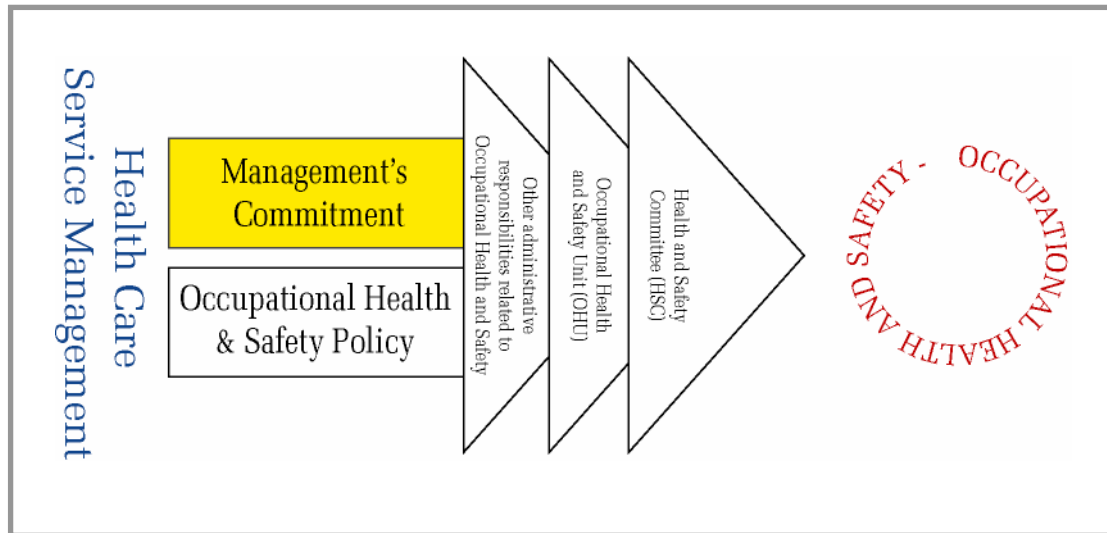 Health Care
Service Management
Management's
Commitment
Occupational Health
& Safety Policy
Other administrative
responsibilities related to
Occupational Health and Safety
Occupational Health
and Safety Unit (OHU)
Health and Safety
Committee (HSC)
OCCUPATIONAL HEALTH AND SAFETY -